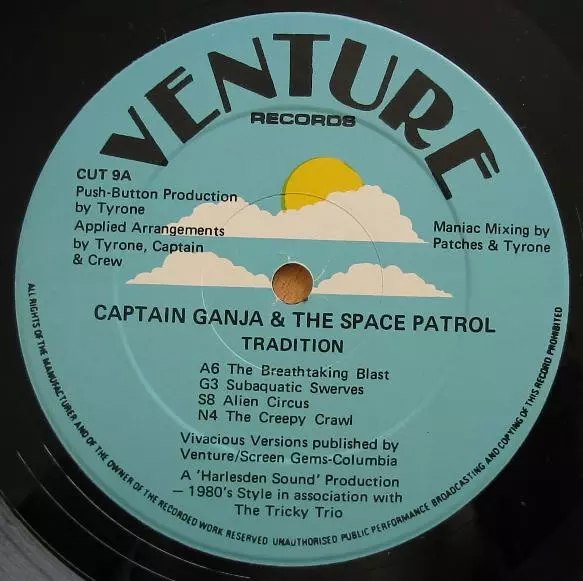 VENTURE
RECORDS
CUT 9A
Push-Button Production
by Tyrone
Applied Arrangements
by Tyrone, Captain
& Crew
Maniac Mixing by
Patches & Tyrone
CAPTAIN GANJA & THE SPACE PATROL
TRADITION
A6 The Breathtaking Blast
G3 Subaquatic Swerves
S8 Alien Circus
N4 The Creepy Crawl
Vivacious Versions published by
Venture/Screen Gems-Columbia
A 'Harlesden Sound' Production
— 1980's Style in association with
The Tricky Trio
ALL RIGHTS OF THE MANUFACTURER AND OF THE OWNER OF THE RECORDED WORK RESERVED UNAUTHORISED PUBLIC PERFORMANCE BROADCASTING AND COPYING OF THIS RECORD PROHIBITED